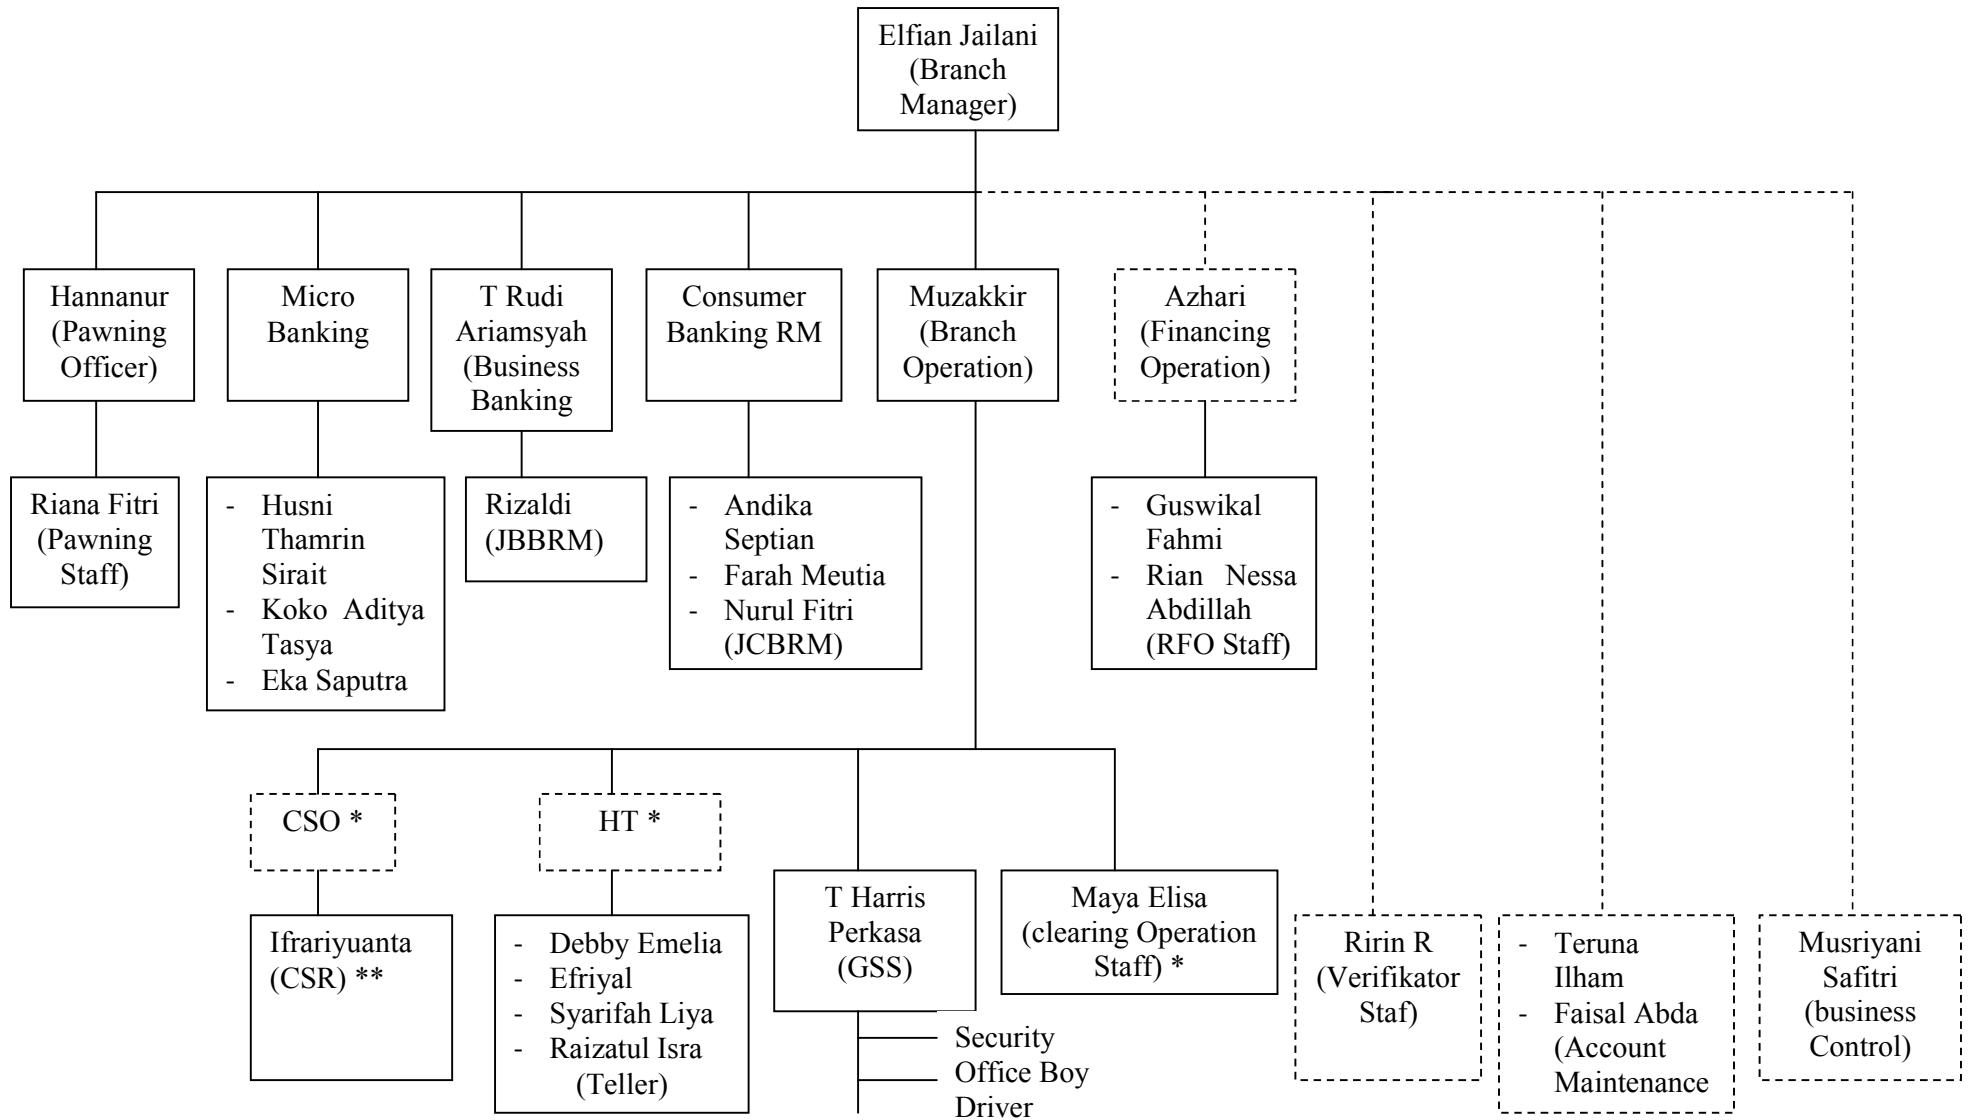 Elfian Jailani
(Branch
Manager)
Hannanur
(Pawning
Officer)
Micro
Banking
T Rudi
Ariamsyah
(Business
Banking
Consumer
Banking RM
Muzakkir
(Branch
Operation)
Azhari
(Financing
Operation)
Riana Fitri
(Pawning
Staff)
- Husni
Thamrin
Sirait
- Koko Aditya
Tasya
- Eka Saputra
Rizaldi
(JBBRM)
- Andika
Septian
- Farah Meutia
- Nurul Fitri
(JCBRM)
- Guswikal
Fahmi
- Rian Nessa
Abdillah
(RFO Staff)
CSO *
HT *
Ifrariyuanta
(CSR) **
- Debby Emelia
- Efriyal
- Syarifah Liya
- Raizatul Isra
(Teller)
T Harris
Perkasa
(GSS)
Security
Office Boy
Driver
Maya Elisa
(clearing Operation
Staff) *
Ririn R
(Verifikator
Staf)
- Teruna
Ilham
- Faisal Abda
(Account
Maintenance
Musriyani
Safitri
(business
Control)